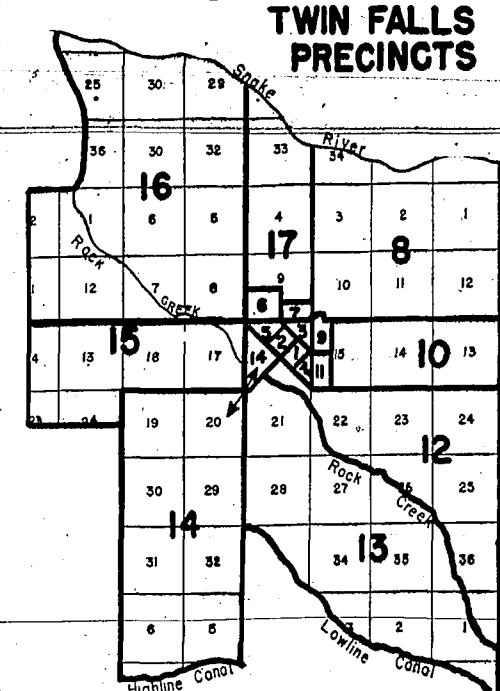 TWIN FALLS
PRECINCTS
Snake
River
25 30 29
36 30 32 33 34
16
1 6 5 4 3 2 1
17 8
Rock
12 7 8 9 10 11 12
CREEK
6 7
15 5 3 9
2 10
13 18 17 14 1 15 14 13
4 11
24 19 20 21 22 23 24
12
Rock
30 29 28 27 26 25
Creek
14 13
31 32 34 35 36
6 5 2 1
Lowline Canal
Highline Canal